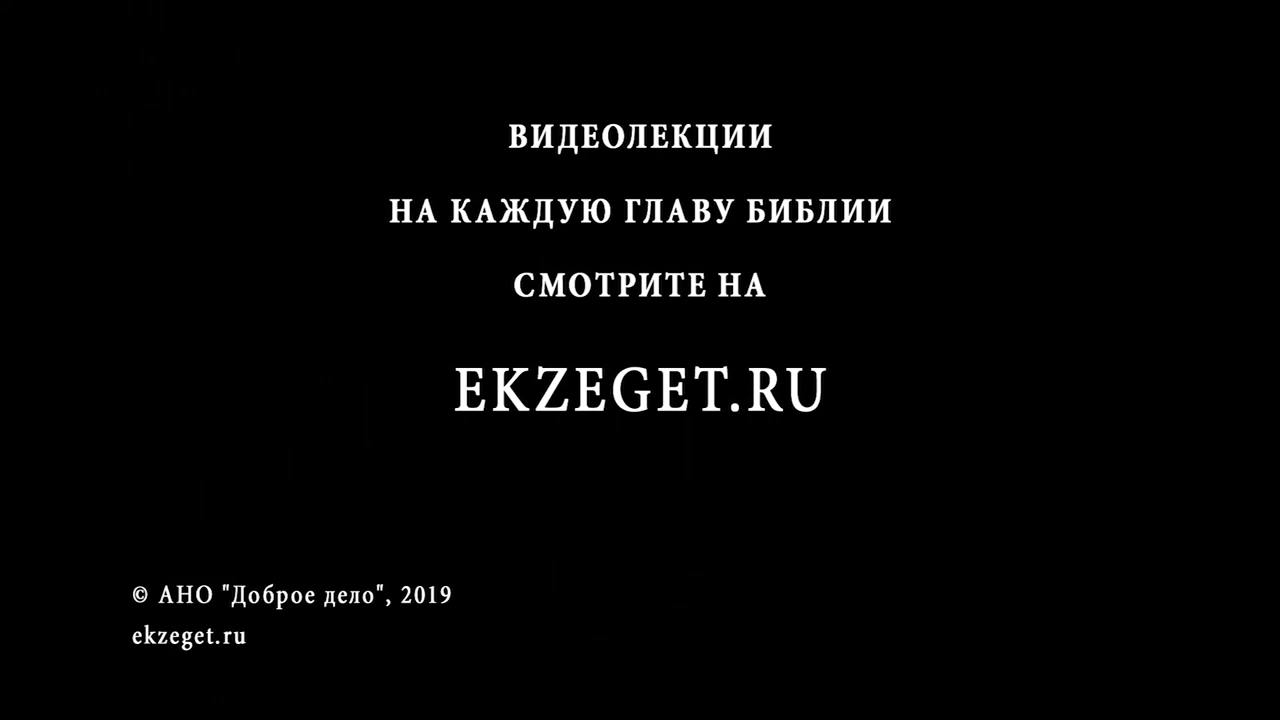 ВИДЕОЛЕКЦИИ
НА КАЖДУЮ ГЛАВУ БИБЛИИ
СМОТРИТЕ НА
EKZEGET.RU
© АНО "Доброе дело", 2019
ekzeget.ru